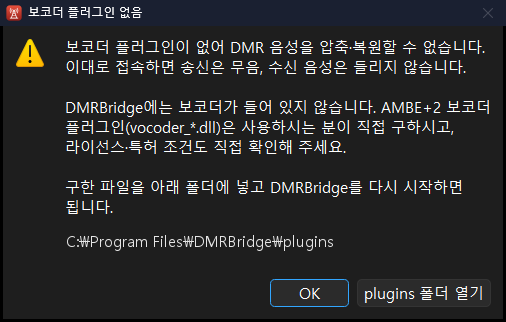 보코더 플러그인 없음
보코더 플러그인이 없어 DMR 음성을 압축·복원할 수 없습니다.
이대로 접속하면 송신은 무음, 수신 음성은 들리지 않습니다.
DMRBridge에는 보코더가 들어 있지 않습니다. AMBE+2 보코더
플러그인(vocoder_*.dll)은 사용하시는 분이 직접 구하시고,
라이선스·특허 조건도 직접 확인해 주세요.
구한 파일을 아래 폴더에 넣고 DMRBridge를 다시 시작하면
됩니다.
C:₩Program Files₩DMRBridge₩plugins
OK
plugins 폴더 열기